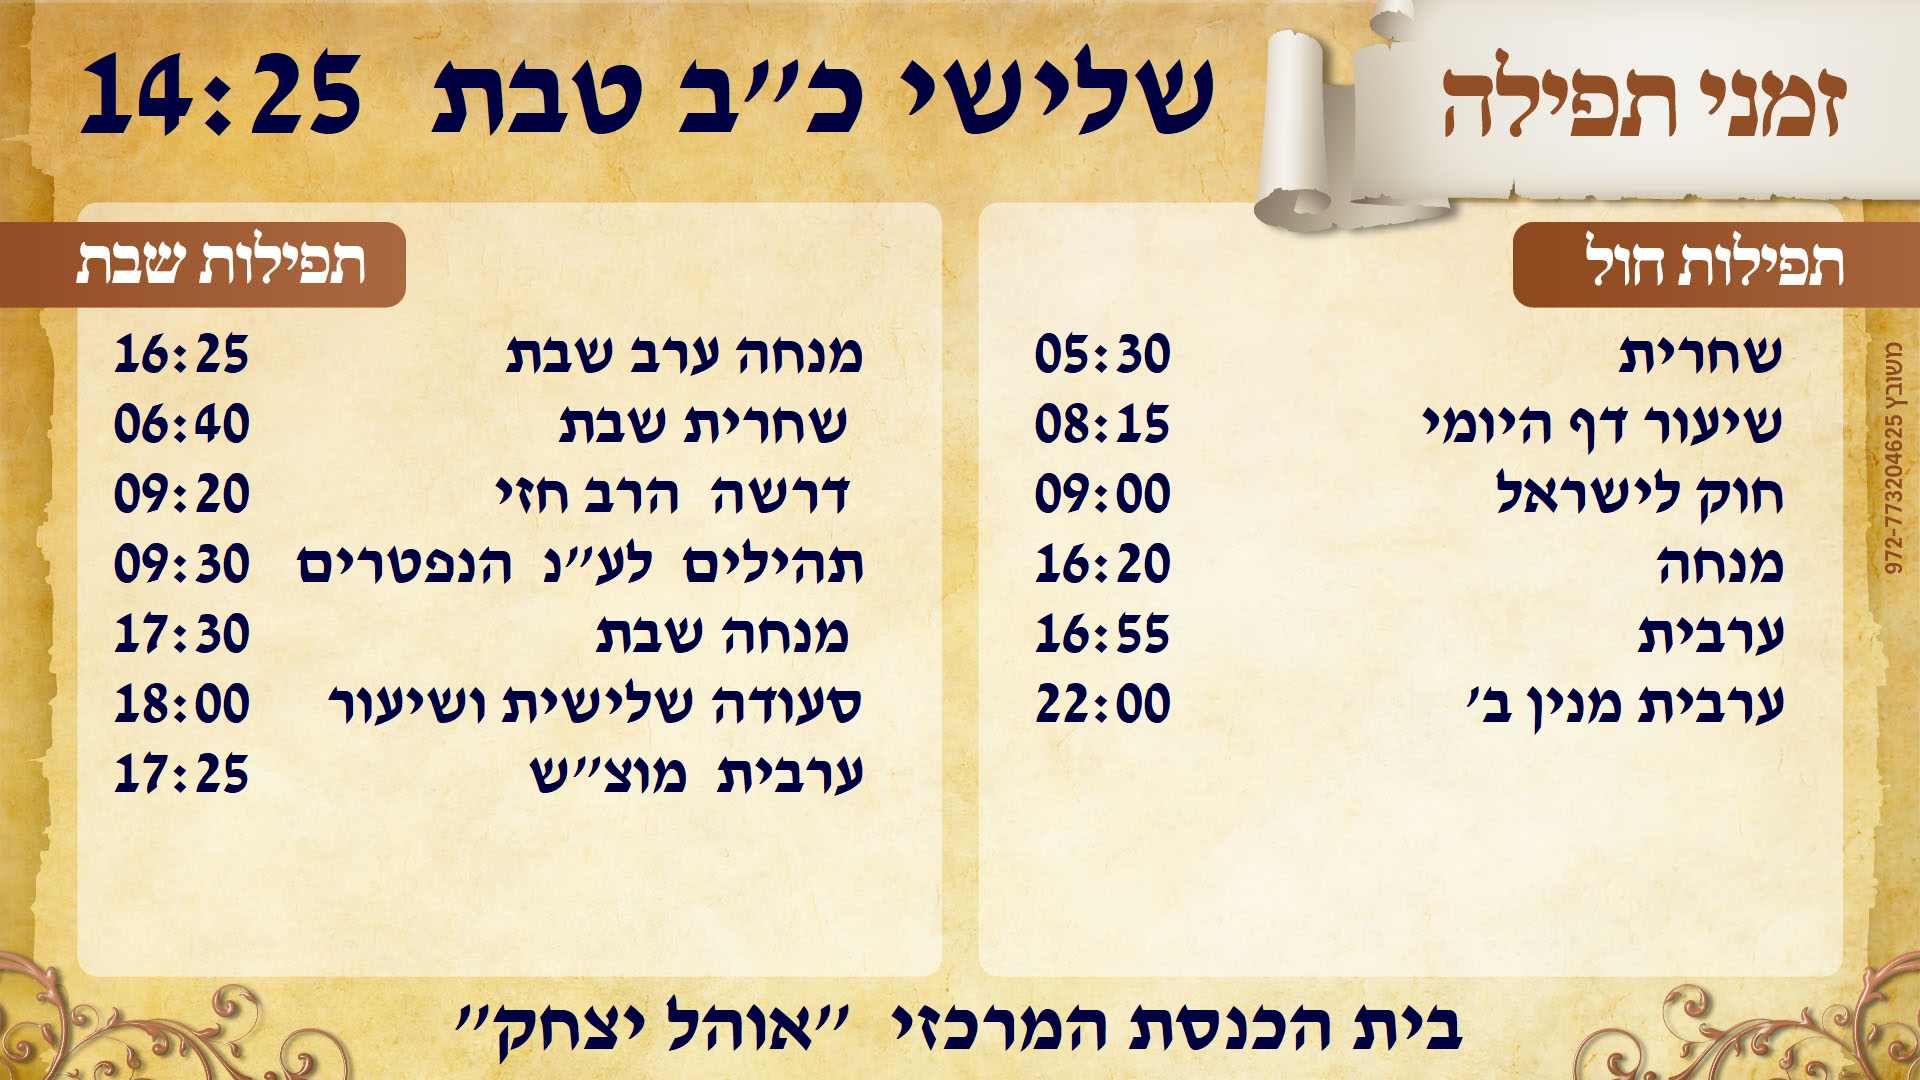 זמני תפילה
שלישי כ"ב טבת 14:25
תפילות חול
שחרית 05:30
שיעור דף היומי 08:15
חוק לישראל 09:00
מנחה 16:20
ערבית 16:55
ערבית מנין ב' 22:00
תפילות שבת
מנחה ערב שבת 16:25
שחרית שבת 06:40
דרשה הרב חזי 09:20
תהילים לע"נ הנפטרים 09:30
מנחה שבת 17:30
סעודה שלישית ושיעור 18:00
ערבית מוצ"ש 17:25
בית הכנסת המרכזי "אוהל יצחק"
משובץ 972-773204625